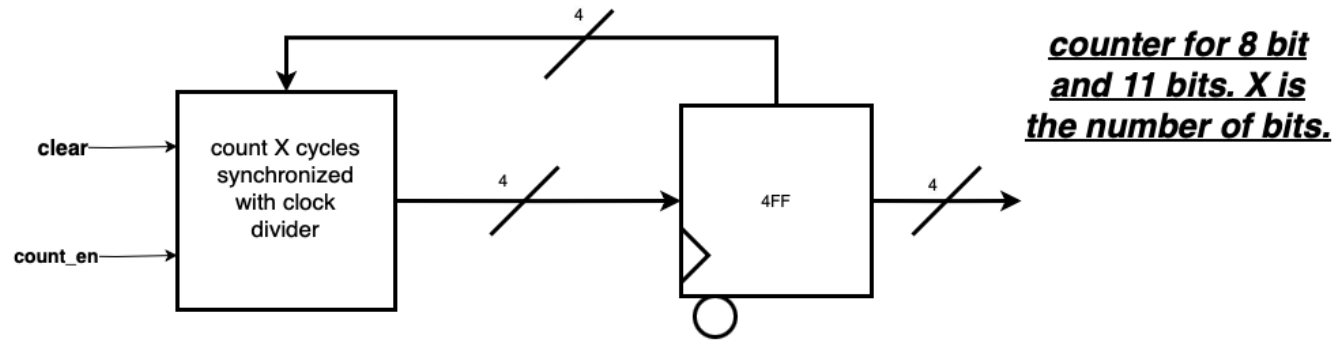 4
counter for 8 bit
and 11 bits. X is
the number of bits.
clear
count X cycles
synchronized
with clock
divider
count_en
4
4FF
4